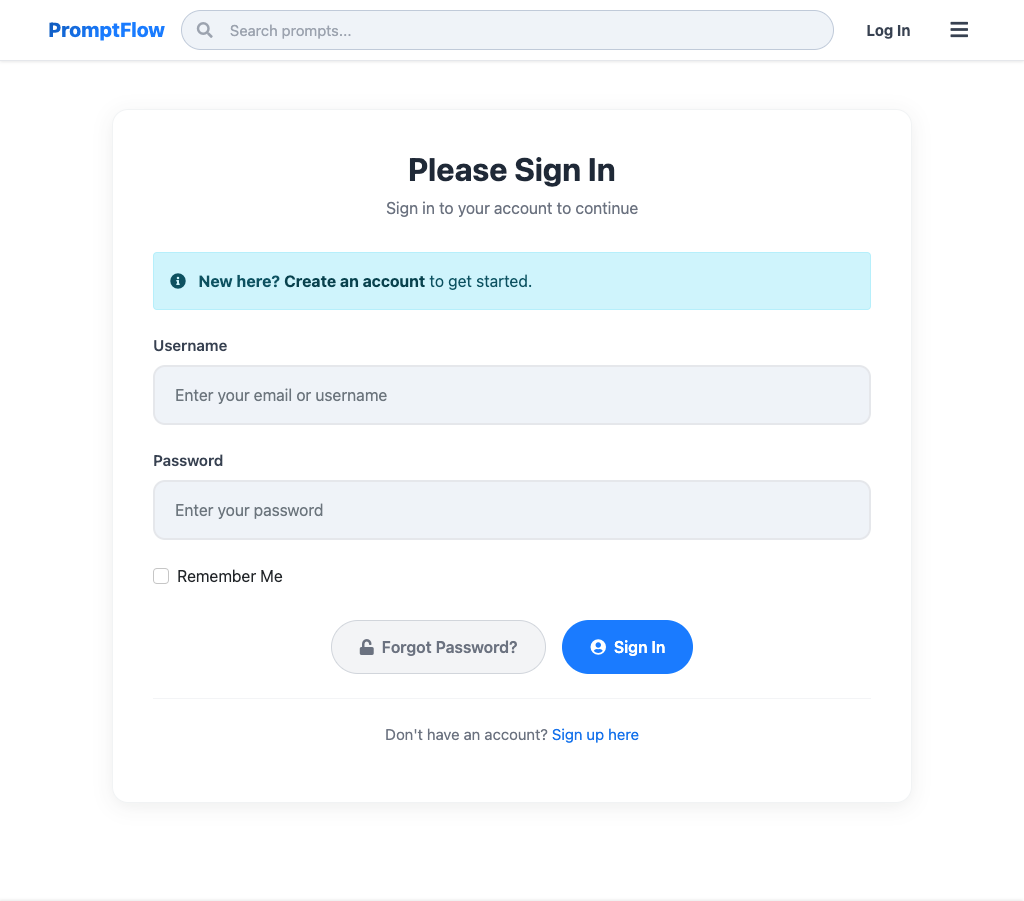 PromptFlow
Search prompts...
Log In
Please Sign In
Sign in to your account to continue
New here? Create an account to get started.
Username
Enter your email or username
Password
Enter your password
Remember Me
Forgot Password?
Sign In
Don't have an account? Sign up here